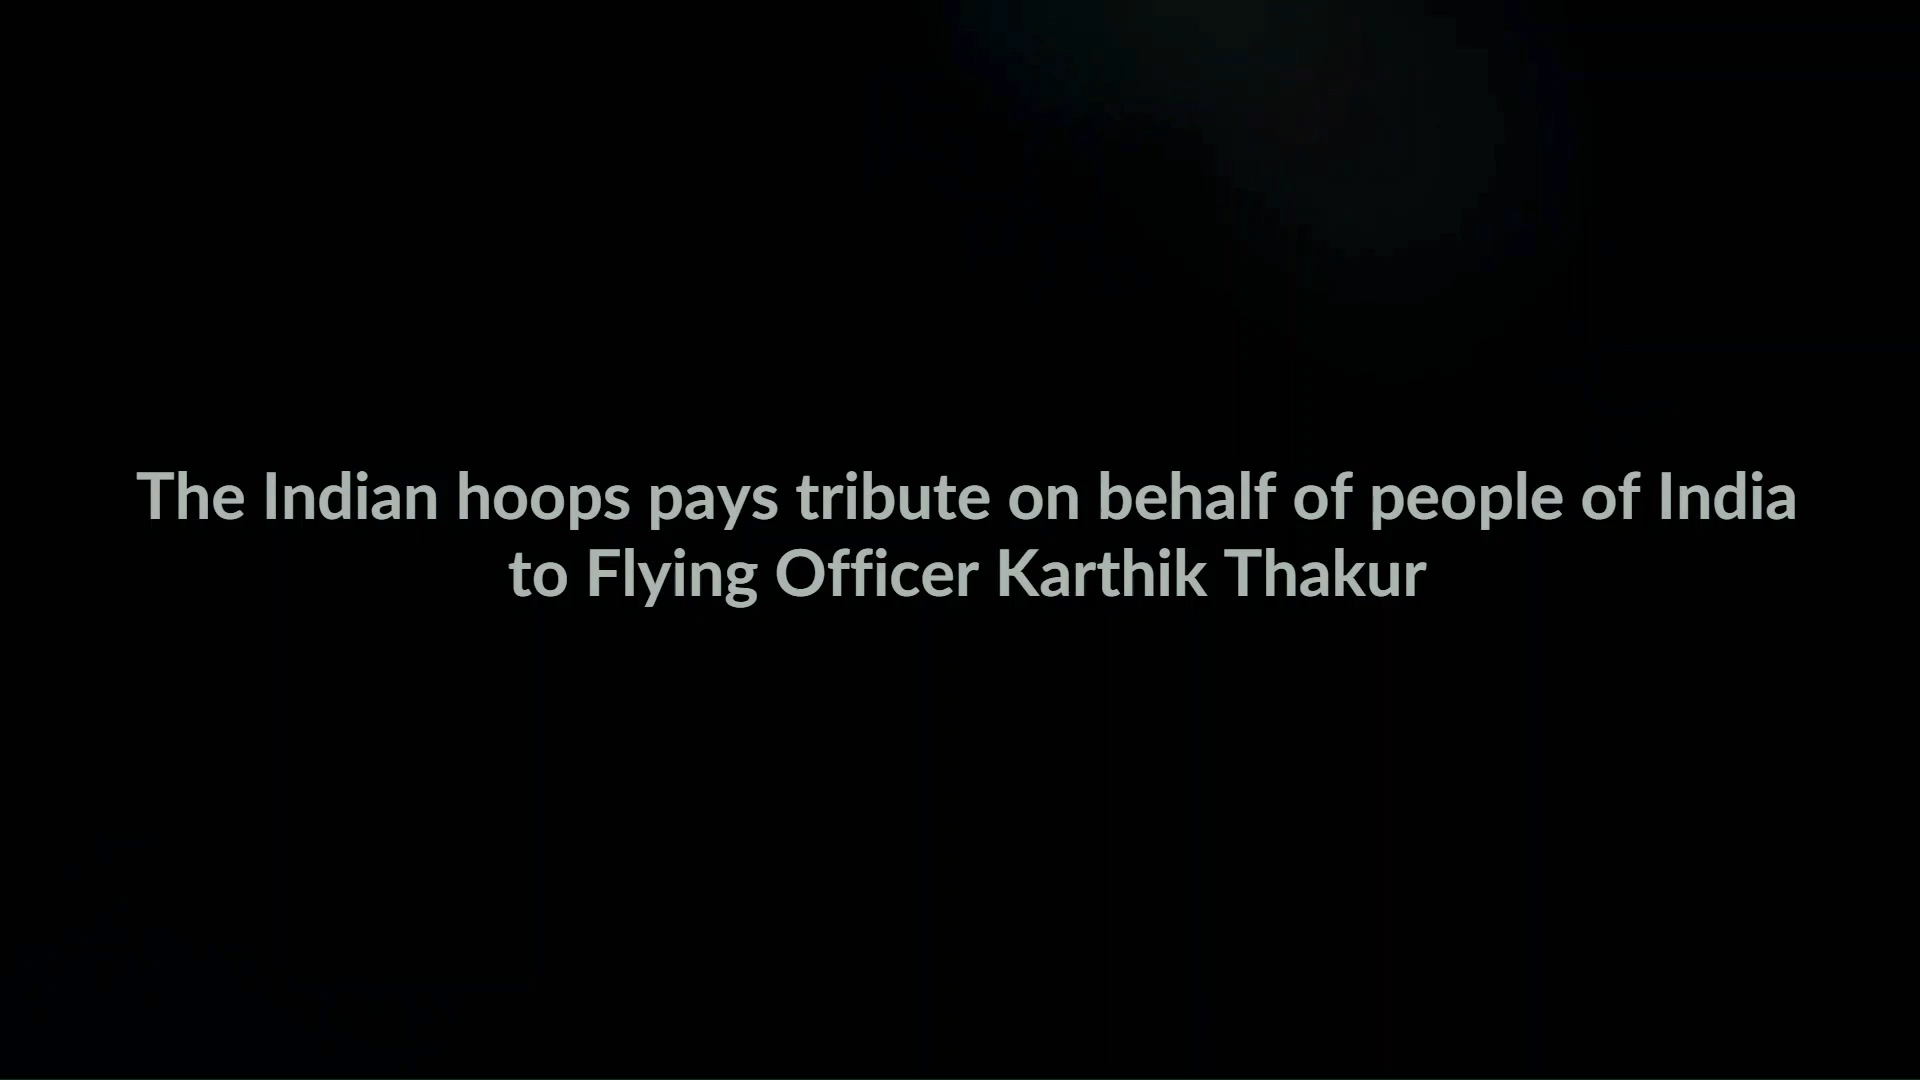 The Indian hoops pays tribute on behalf of people of India
to Flying Officer Karthik Thakur